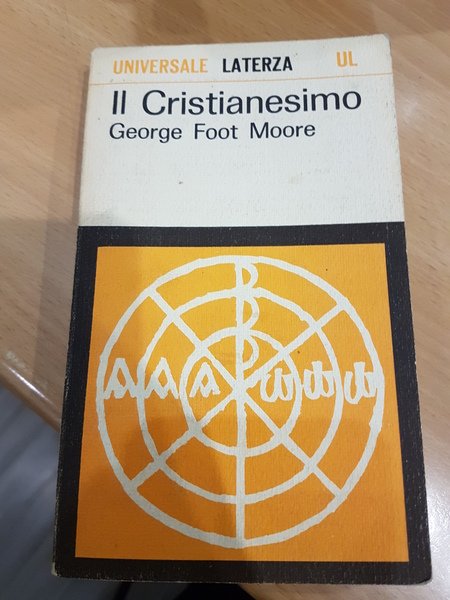 UNIVERSALE LATERZA UL
Il Cristianesimo
George Foot Moore